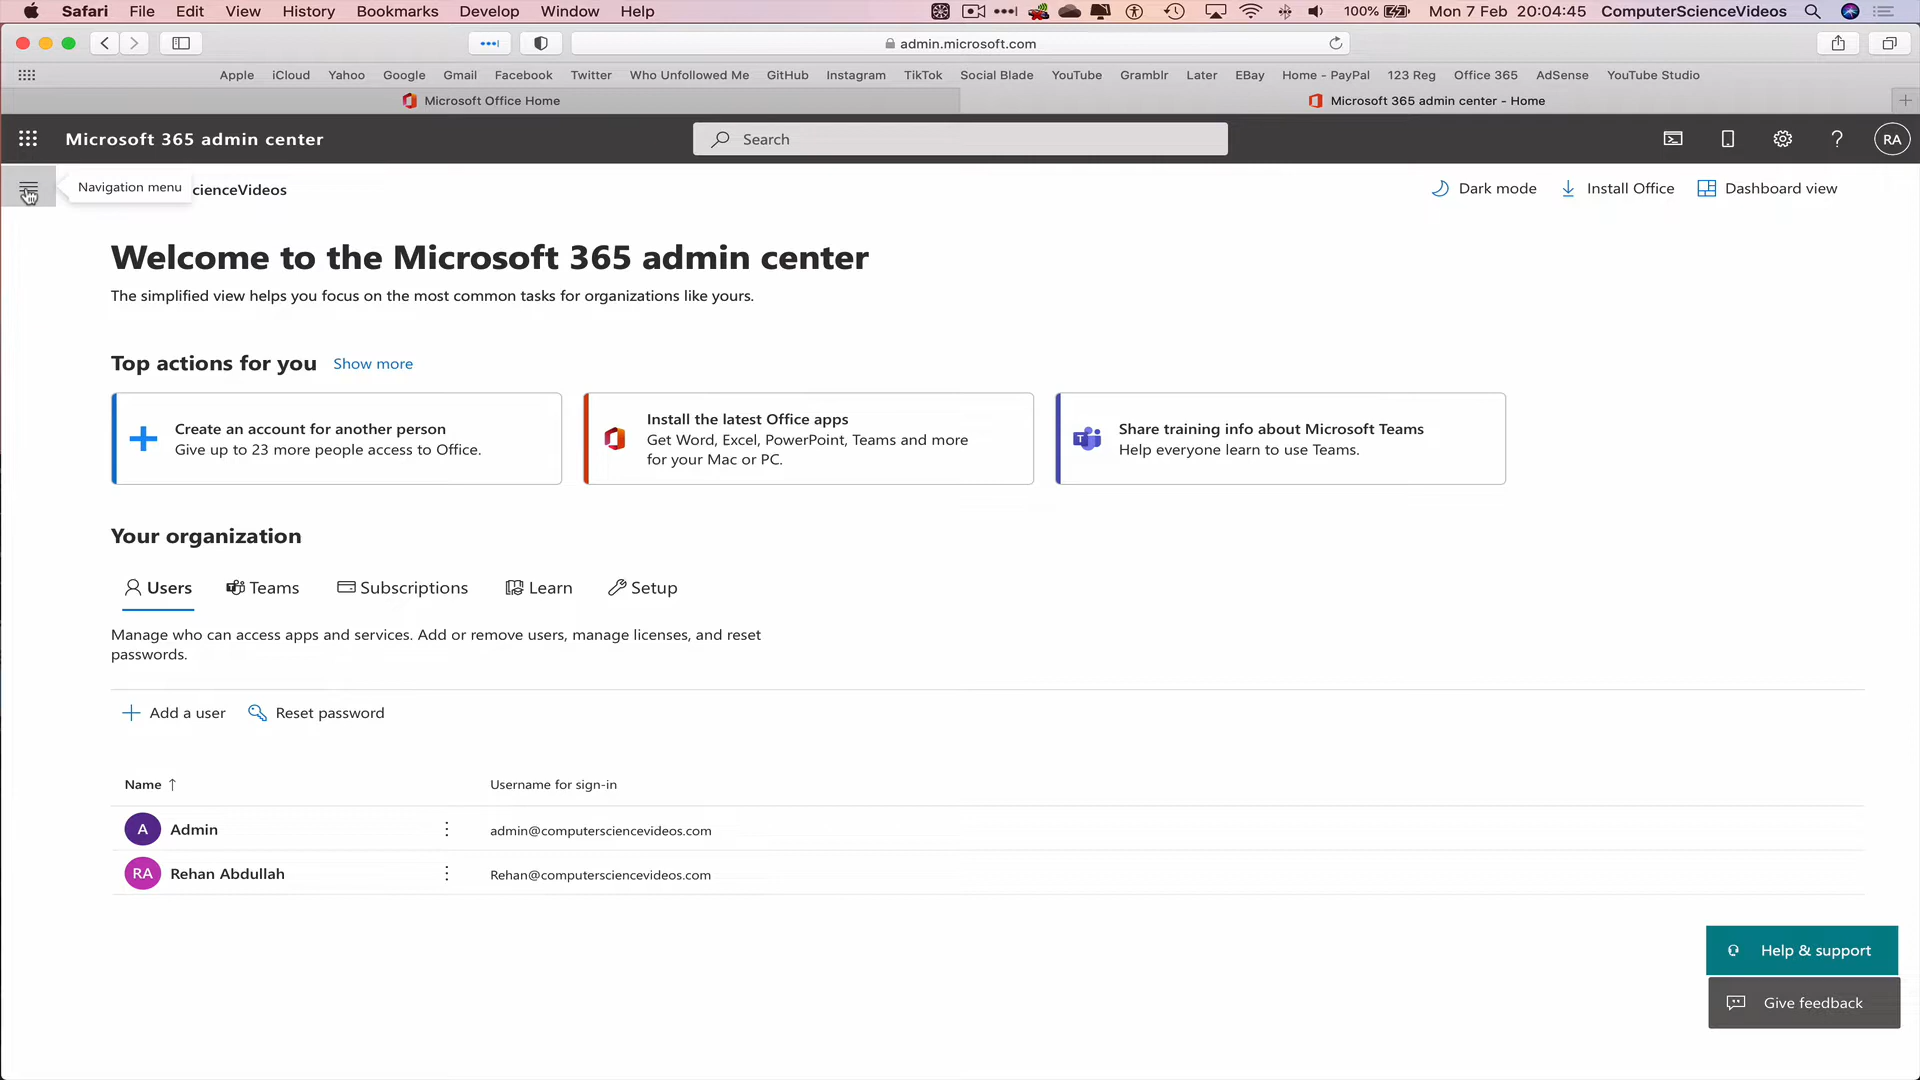 Safari File Edit View History Bookmarks Develop Window Help 100% Mon 7 Feb 20:04:45 ComputerScienceVideos
admin.microsoft.com
Apple iCloud Yahoo Google Gmail Facebook Twitter Who Unfollowed Me GitHub Instagram TikTok Social Blade YouTube Gramblr Later EBay Home - PayPal 123 Reg Office 365 AdSense YouTube Studio
Microsoft Office Home Microsoft 365 admin center - Home
Microsoft 365 admin center Search RA
Navigation menu cienceVideos Dark mode Install Office Dashboard view
Welcome to the Microsoft 365 admin center
The simplified view helps you focus on the most common tasks for organizations like yours.
Top actions for you Show more
Create an account for another person
Give up to 23 more people access to Office.
Install the latest Office apps
Get Word, Excel, PowerPoint, Teams and more
for your Mac or PC.
Share training info about Microsoft Teams
Help everyone learn to use Teams.
Your organization
Users Teams Subscriptions Learn Setup
Manage who can access apps and services. Add or remove users, manage licenses, and reset
passwords.
Add a user Reset password
Name ↑ Username for sign-in
A Admin admin@computersciencevideos.com
RA Rehan Abdullah Rehan@computersciencevideos.com
Help & support
Give feedback